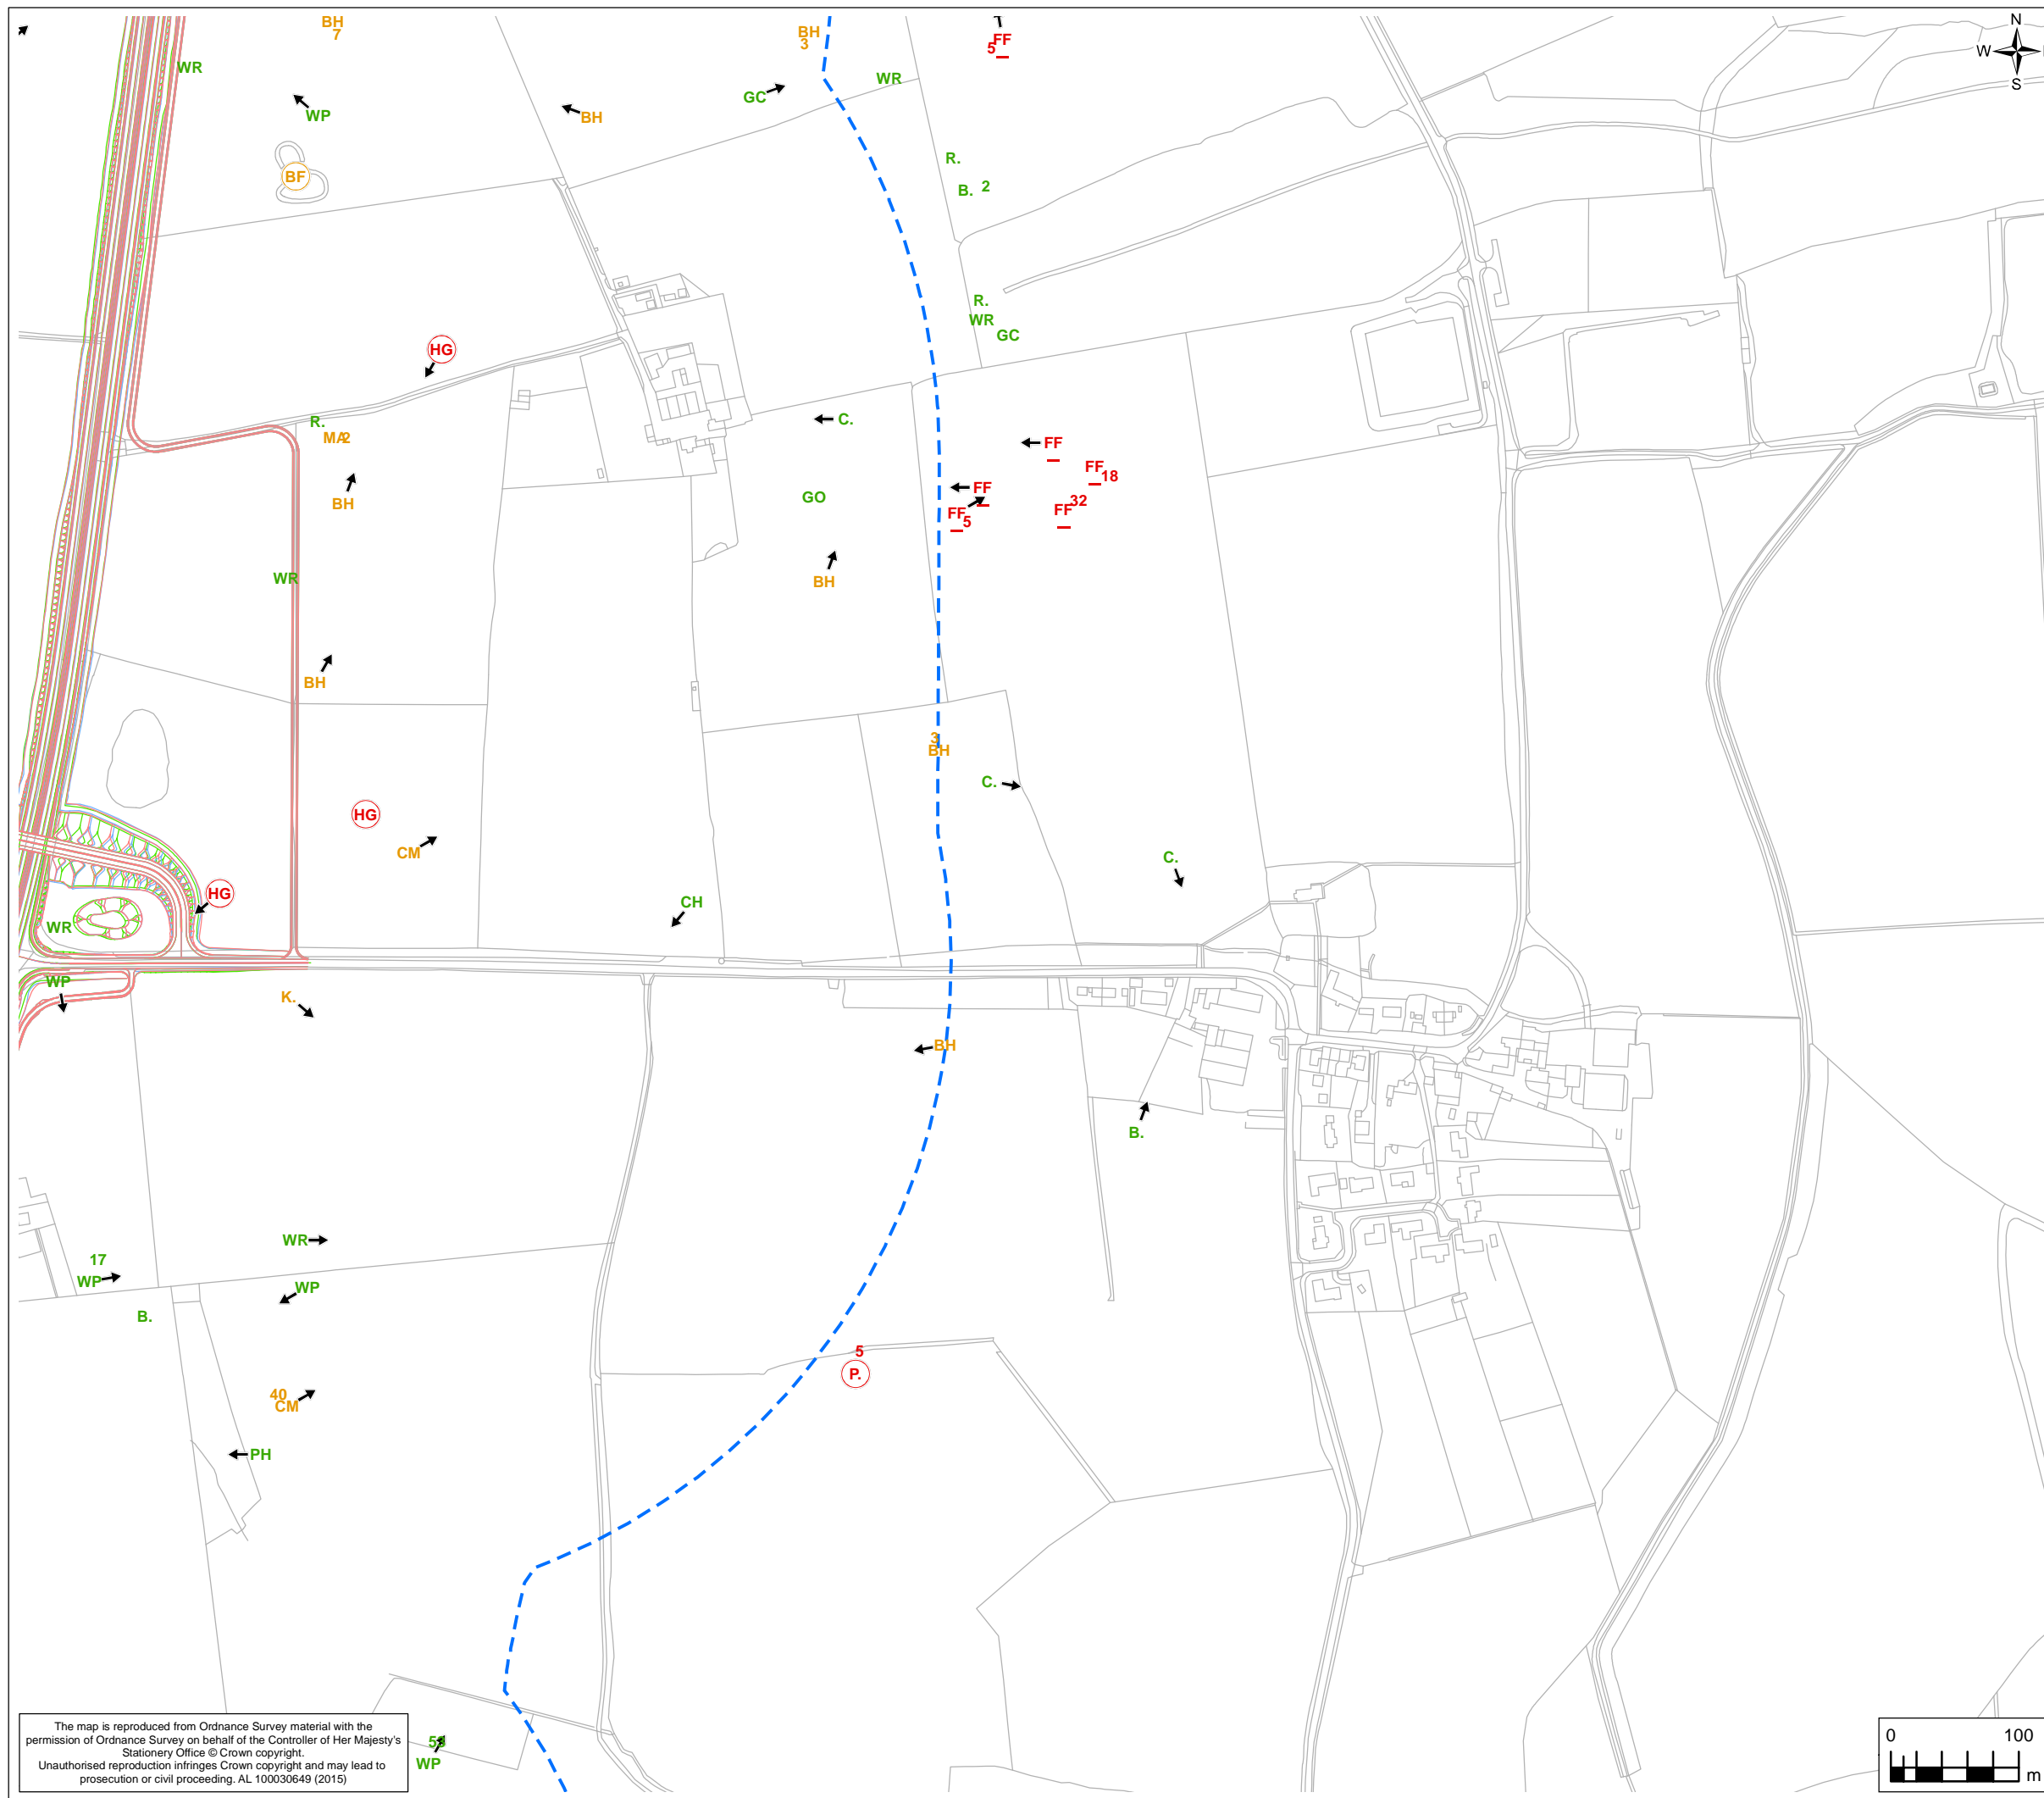 BH
7
BH
3
FF
5
N
W
S
WR
WP
BH
GC
WR
BF
R.
B. 2
R.
WR
GC
HG
R.
MA2
BH
C.
GO
FF
FF
18
FF
FF
5
FF
32
BH
WR
BH
3
BH
C.
HG
CM
C.
HG
CH
WR
WP
K.
BH
B.
WR
17
WP
WP
B.
5
P.
40
CM
PH
WP
The map is reproduced from Ordnance Survey material with the
permission of Ordnance Survey on behalf of the Controller of Her Majesty's
Stationery Office © Crown copyright.
Unauthorised reproduction infringes Crown copyright and may lead to
prosecution or civil proceeding. AL 100030649 (2015)
0 100
m